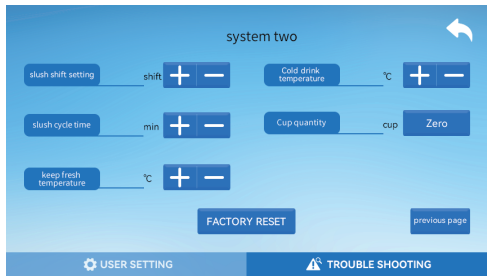 system two
slush shift setting shift + − Cold drink temperature ℃ + −
slush cycle time min + − Cup quantity cup Zero
keep fresh temperature ℃ + −
FACTORY RESET previous page
USER SETTING TROUBLE SHOOTING